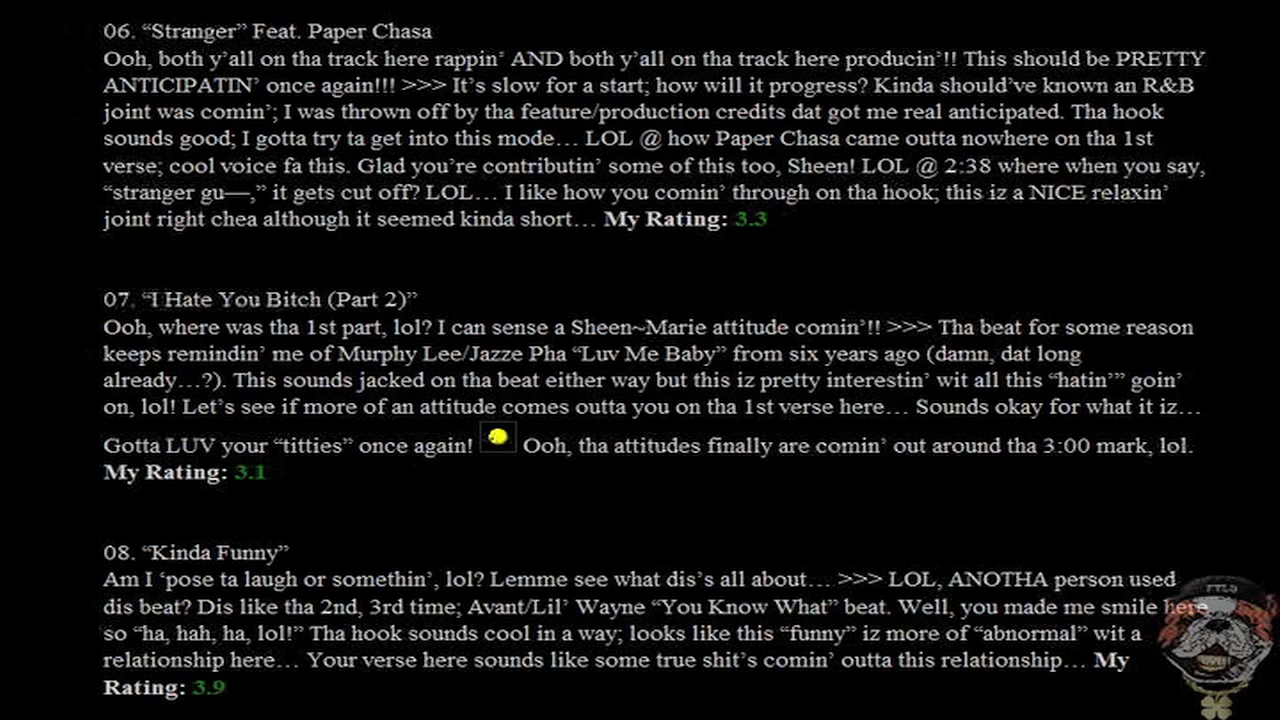 06. “Stranger” Feat. Paper Chasa
Ooh, both y’all on tha track here rappin’ AND both y’all on tha track here producin’!! This should be PRETTY
ANTICIPATIN’ once again!!! >>> It’s slow for a start; how will it progress? Kinda should’ve known an R&B
joint was comin’; I was thrown off by tha feature/production credits dat got me real anticipated. Tha hook
sounds good; I gotta try ta get into this mode… LOL @ how Paper Chasa came outta nowhere on tha 1st
verse; cool voice fa this. Glad you’re contributin’ some of this too, Sheen! LOL @ 2:38 where when you say,
“stranger gu—,” it gets cut off? LOL… I like how you comin’ through on tha hook; this iz a NICE relaxin’
joint right chea although it seemed kinda short… My Rating: 3.3
07. “I Hate You Bitch (Part 2)”
Ooh, where was tha 1st part, lol? I can sense a Sheen~Marie attitude comin’!! >>> Tha beat for some reason
keeps remindin’ me of Murphy Lee/Jazze Pha “Luv Me Baby” from six years ago (damn, dat long
already…?). This sounds jacked on tha beat either way but this iz pretty interestin’ wit all this “hatin’” goin’
on, lol! Let’s see if more of an attitude comes outta you on tha 1st verse here… Sounds okay for what it iz…
Gotta LUV your “titties” once again! Ooh, tha attitudes finally are comin’ out around tha 3:00 mark, lol.
My Rating: 3.1
08. “Kinda Funny”
Am I ‘pose ta laugh or somethin’, lol? Lemme see what dis’s all about… >>> LOL, ANOTHA person used
dis beat? Dis like tha 2nd, 3rd time; Avant/Lil’ Wayne “You Know What” beat. Well, you made me smile here
so “ha, hah, ha, lol!” Tha hook sounds cool in a way; looks like this “funny” iz more of “abnormal” wit a
relationship here… Your verse here sounds like some true shit’s comin’ outta this relationship… My
Rating: 3.9